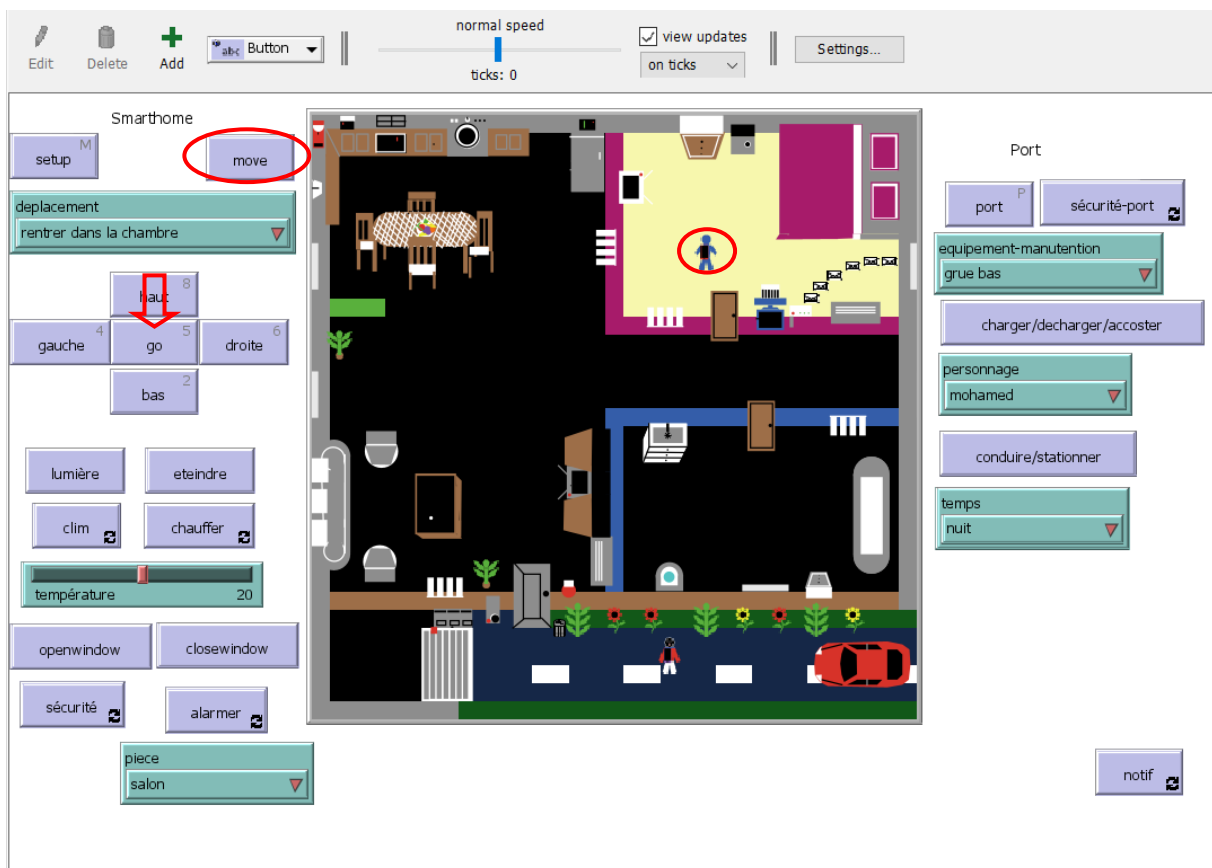 normal speed
view updates
Edit
Delete
Add
abc Button
on ticks
Settings...
ticks: 0
Smarthome
setup M
move
deplacement
rentrer dans la chambre
haut 8
gauche 4
go 5
droite 6
bas 2
lumière
eteindre
clim
chauffer
température 20
openwindow
closewindow
sécurité
alarmer
piece
salon
Port
port P
sécurité-port
equipement-manutention
grue bas
charger/decharger/accoster
personnage
mohamed
conduire/stationner
temps
nuit
notif